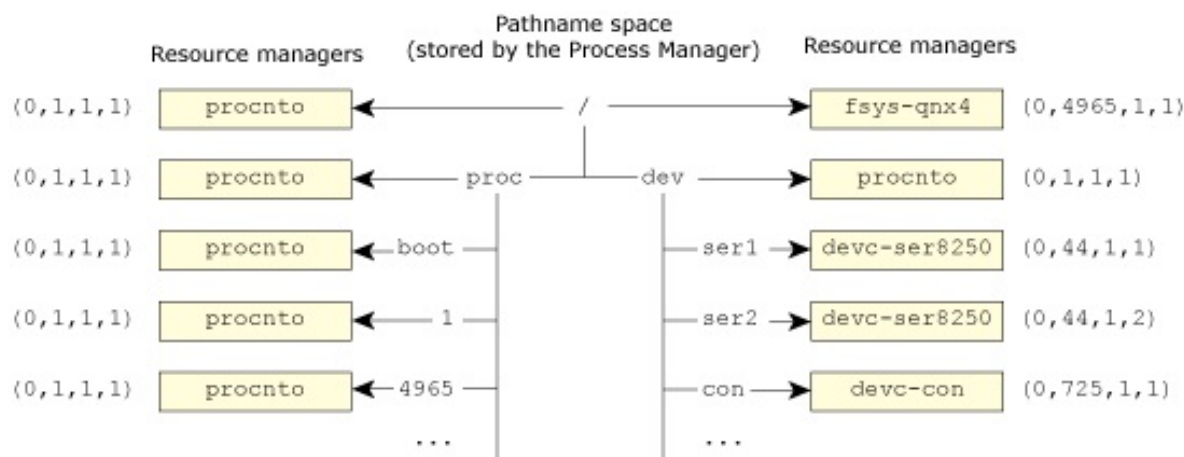 Pathname space
Resource managers (stored by the Process Manager) Resource managers
(0,1,1,1) procnto / fsys-qnx4 (0,4965,1,1)
(0,1,1,1) procnto proc dev procnto (0,1,1,1)
(0,1,1,1) procnto boot ser1 devc-ser8250 (0,44,1,1)
(0,1,1,1) procnto 1 ser2 devc-ser8250 (0,44,1,2)
(0,1,1,1) procnto 4965 con devc-con (0,725,1,1)
... ...